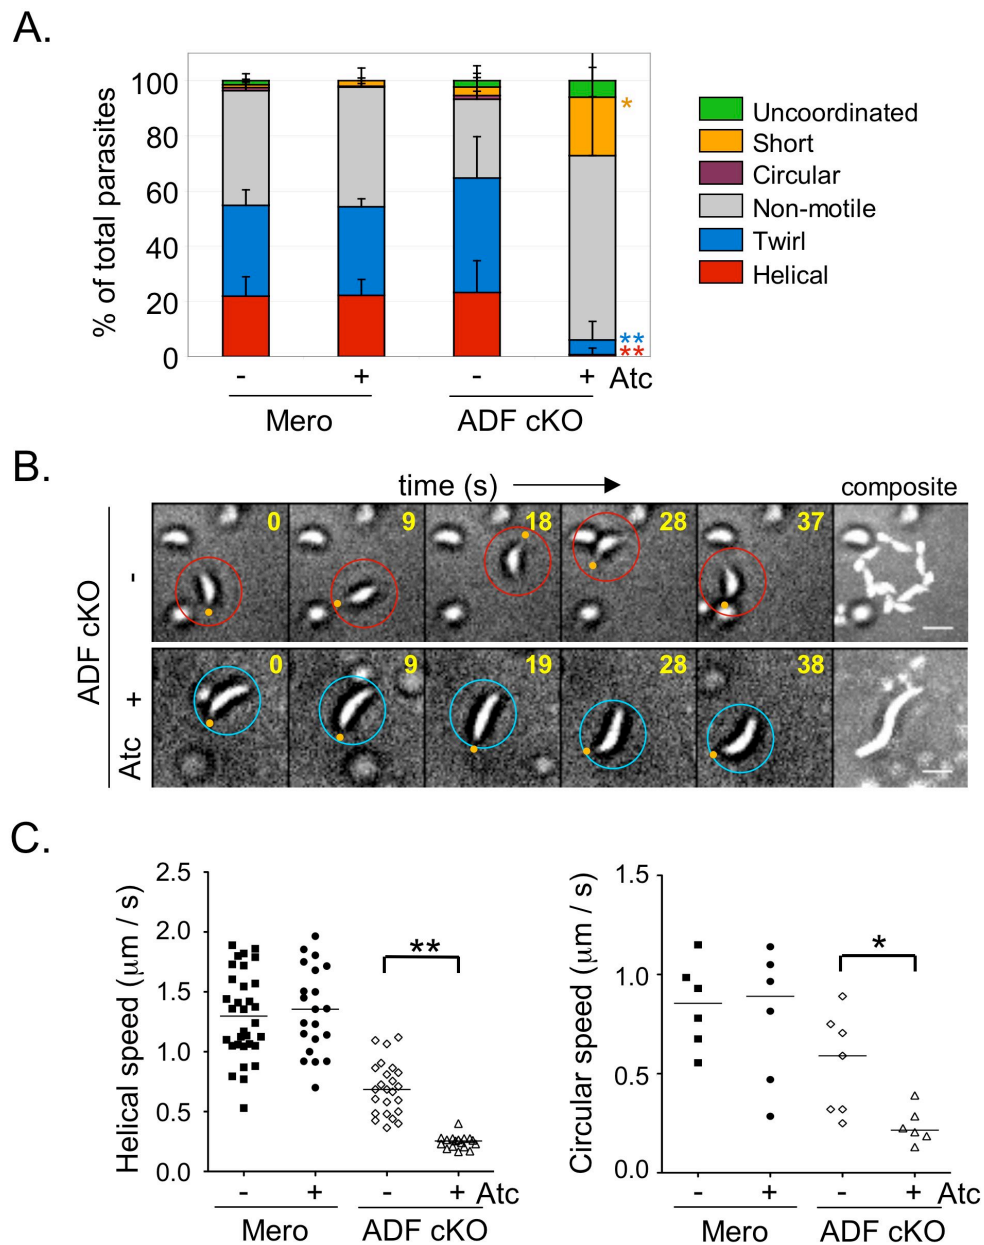 A.
% of total parasites
100
80
60
40
20
0
*
**
**
- + - + Atc
Mero ADF cKO
Uncoordinated
Short
Circular
Non-motile
Twirl
Helical
B.
time (s) composite
ADF cKO
-
0 9 18 28 37
+
Atc
0 9 19 28 38
C.
Helical speed (μm / s)
2.5
2.0
1.5
1.0
0.5
0.0
**
- + - + Atc
Mero ADF cKO
Circular speed (μm / s)
1.5
1.0
0.5
0.0
*
- + - + Atc
Mero ADF cKO